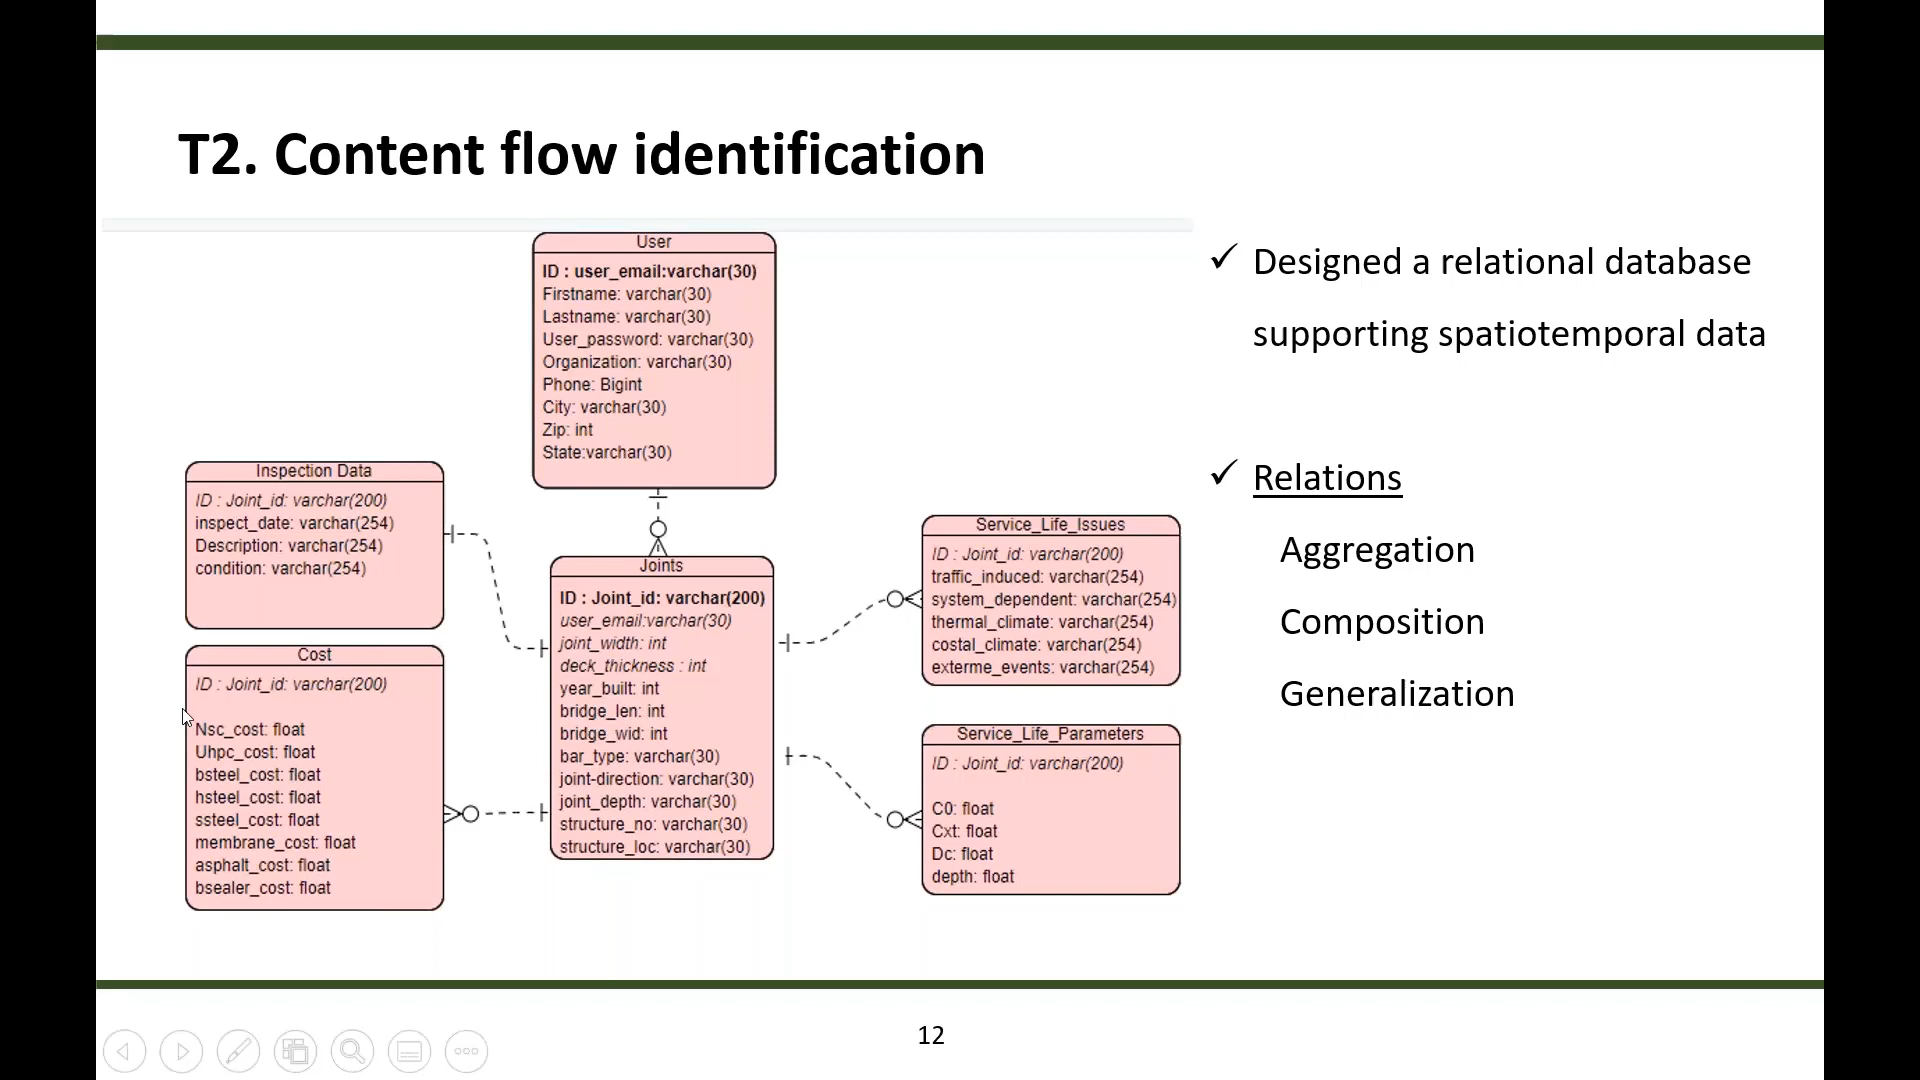 T2. Content flow identification
User
ID : user_email:varchar(30)
Firstname: varchar(30)
Lastname: varchar(30)
User_password: varchar(30)
Organization: varchar(30)
Phone: Bigint
City: varchar(30)
Zip: int
State:varchar(30)
Inspection Data
ID : Joint_id: varchar(200)
inspect_date: varchar(254)
Description: varchar(254)
condition: varchar(254)
Cost
ID : Joint_id: varchar(200)
Nsc_cost: float
Uhpc_cost: float
bsteel_cost: float
hsteel_cost: float
ssteel_cost: float
membrane_cost: float
asphalt_cost: float
bsealer_cost: float
Joints
ID : Joint_id: varchar(200)
user_email:varchar(30)
joint_width: int
deck_thickness : int
year_built: int
bridge_len: int
bridge_wid: int
bar_type: varchar(30)
joint-direction: varchar(30)
joint_depth: varchar(30)
structure_no: varchar(30)
structure_loc: varchar(30)
Service_Life_Issues
ID : Joint_id: varchar(200)
traffic_induced: varchar(254)
system_dependent: varchar(254)
thermal_climate: varchar(254)
costal_climate: varchar(254)
exterme_events: varchar(254)
Service_Life_Parameters
ID : Joint_id: varchar(200)
C0: float
Cxt: float
Dc: float
depth: float
✓ Designed a relational database
supporting spatiotemporal data
✓ Relations
Aggregation
Composition
Generalization
12